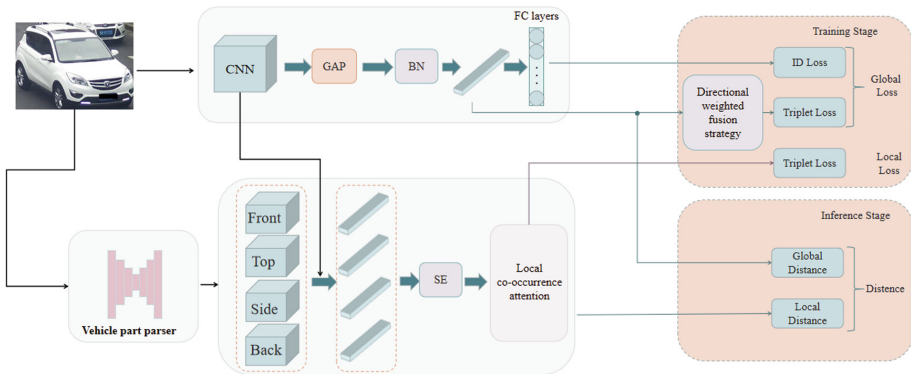 FC layers
CNN
GAP
BN
Training Stage
ID Loss
Directional
weighted
fusion
strategy
Triplet Loss
Global
Loss
Triplet Loss
Local
Loss
Front
Top
Side
Back
SE
Local
co-occurrence
attention
Vehicle part parser
Inference Stage
Global
Distance
Local
Distance
Distence